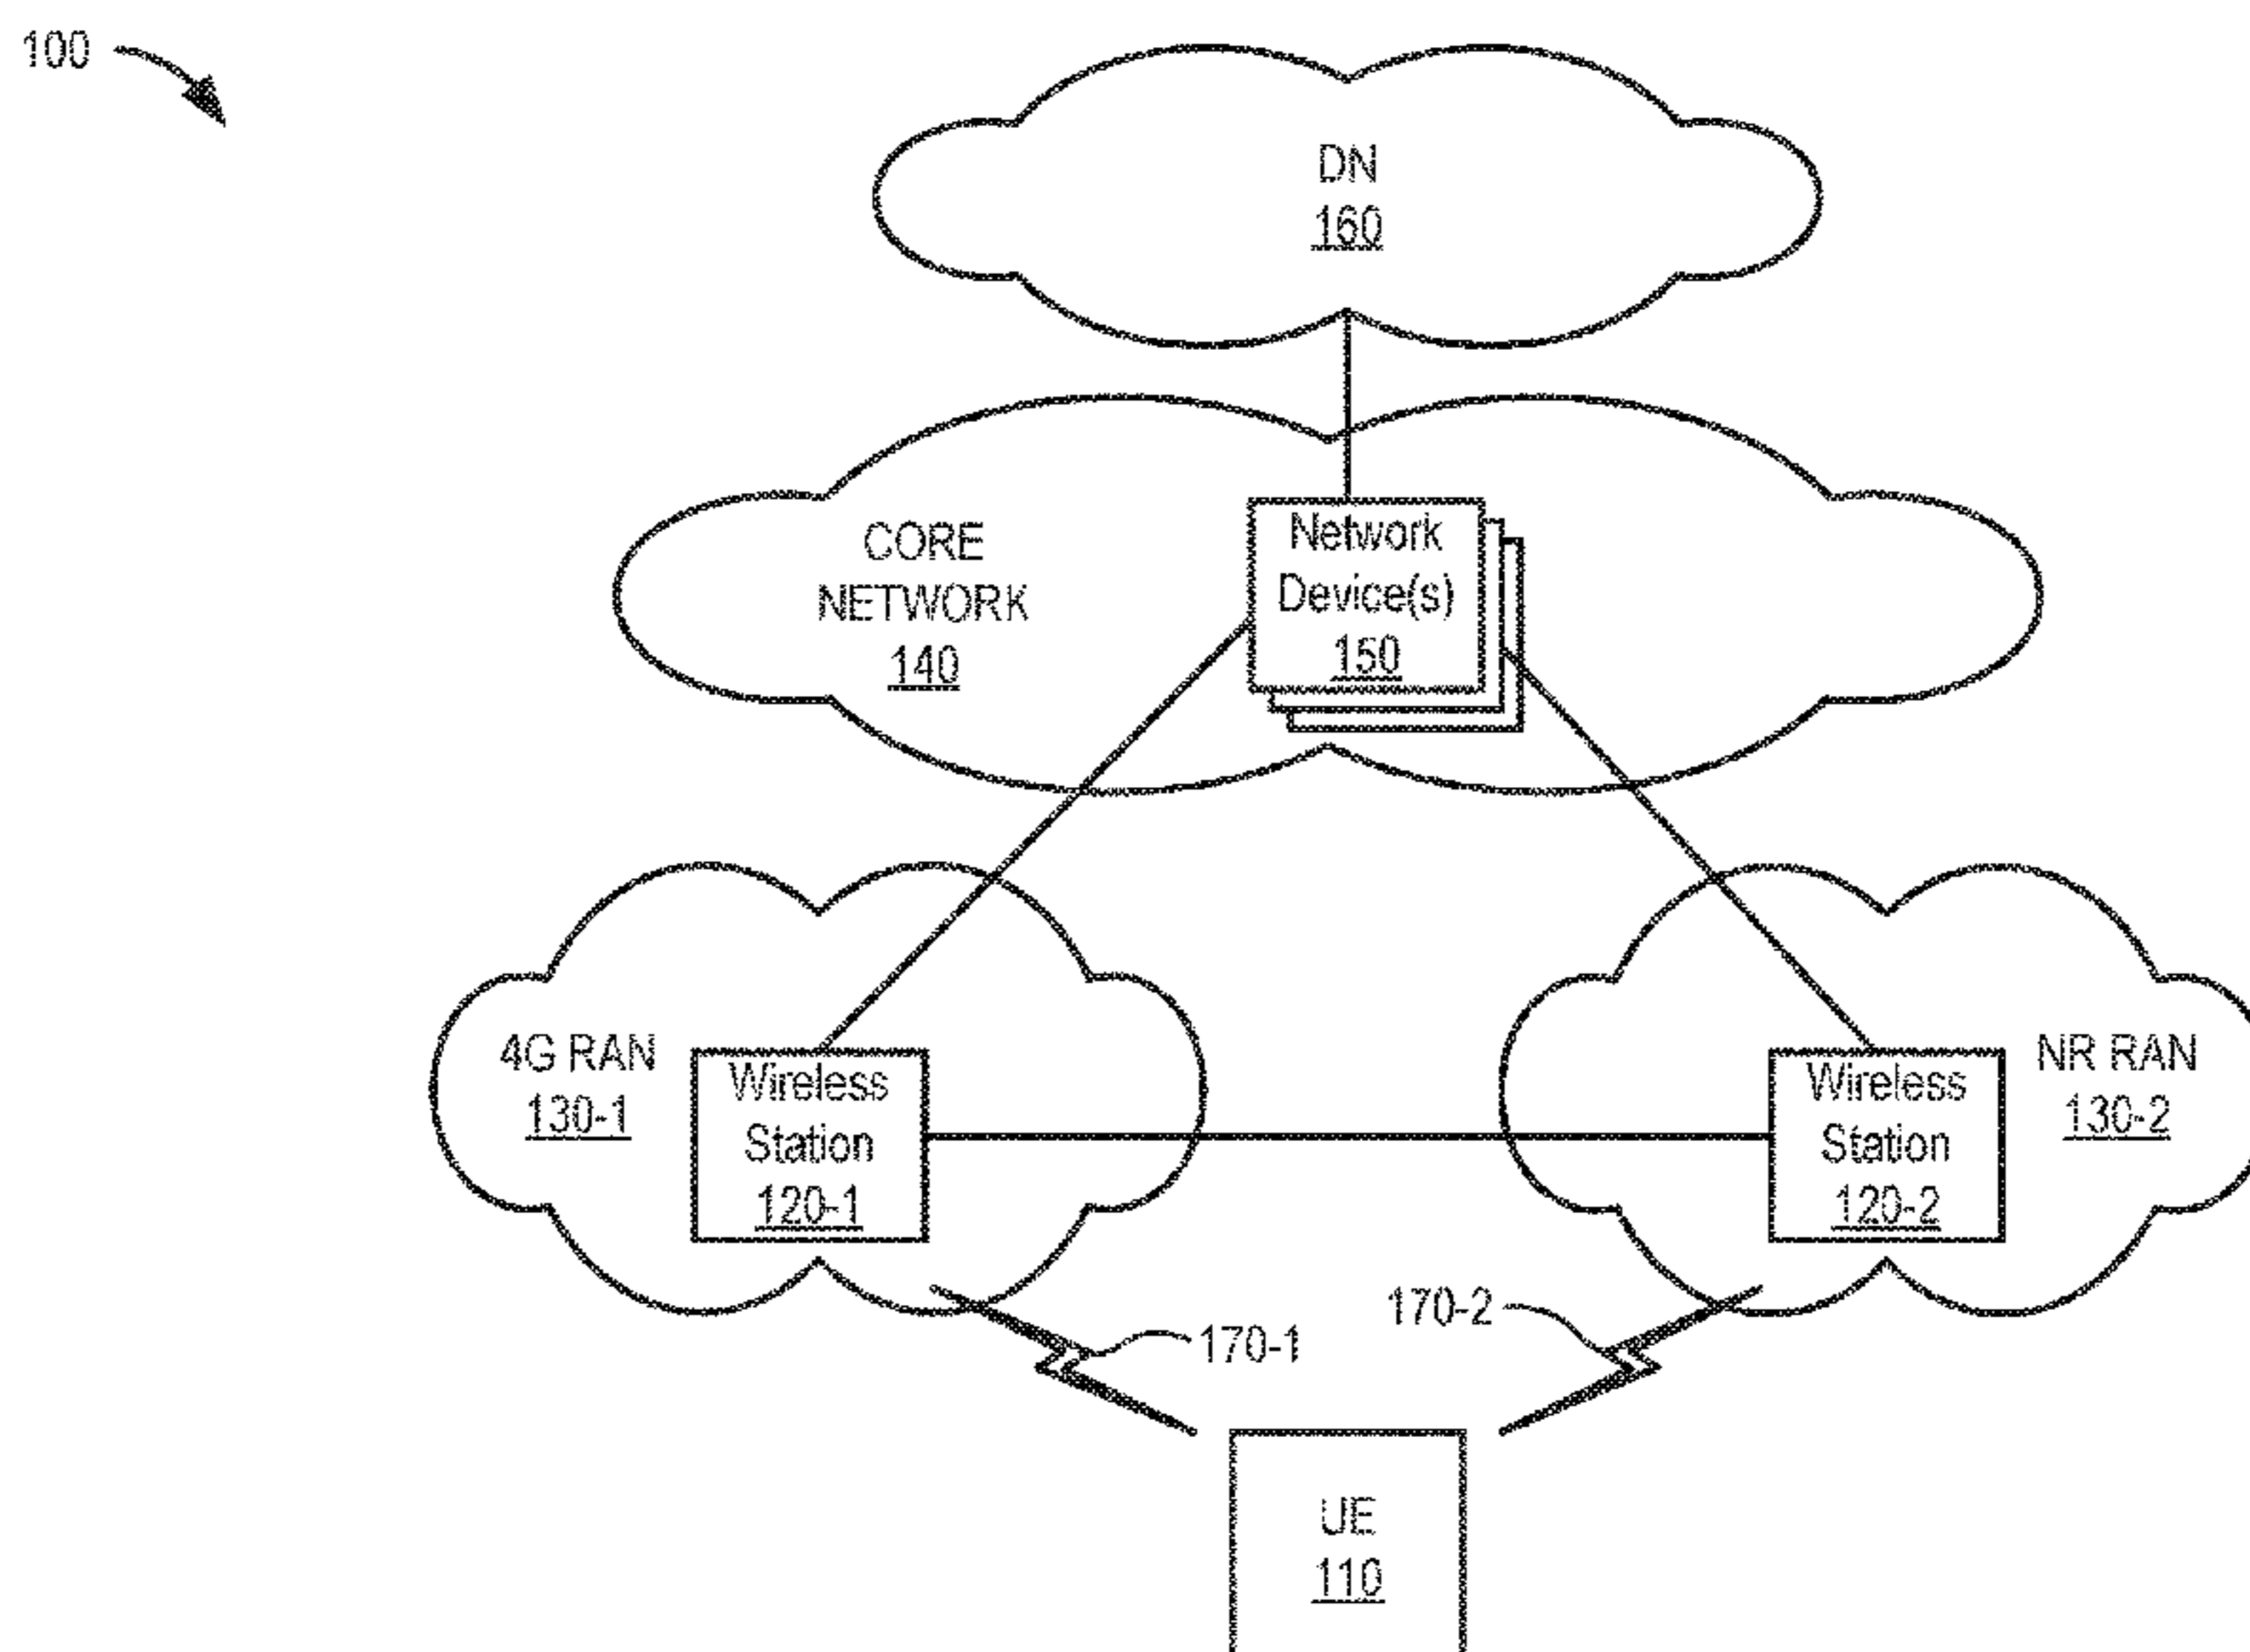 100
DN
160
CORE
NETWORK
140
Network
Device(s)
150
4G RAN
130-1
Wireless
Station
120-1
Wireless
Station
120-2
NR RAN
130-2
170-1
170-2
UE
110